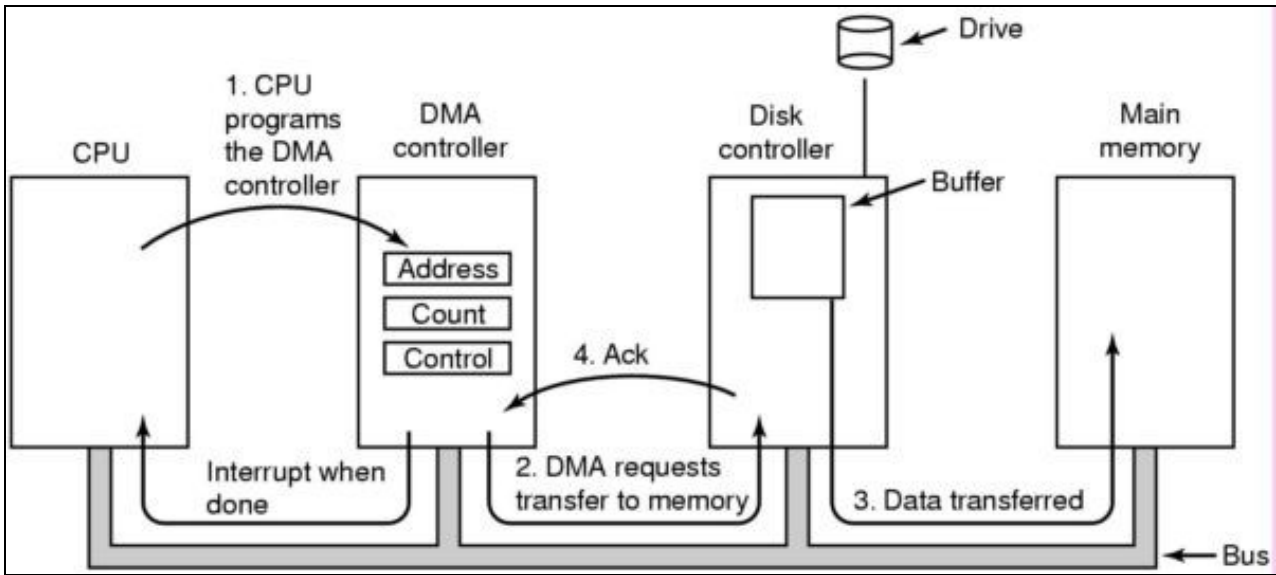 Drive
1. CPU
programs
the DMA
controller
CPU
DMA
controller
Disk
controller
Main
memory
Buffer
Address
Count
Control
4. Ack
Interrupt when
done
2. DMA requests
transfer to memory
3. Data transferred
Bus